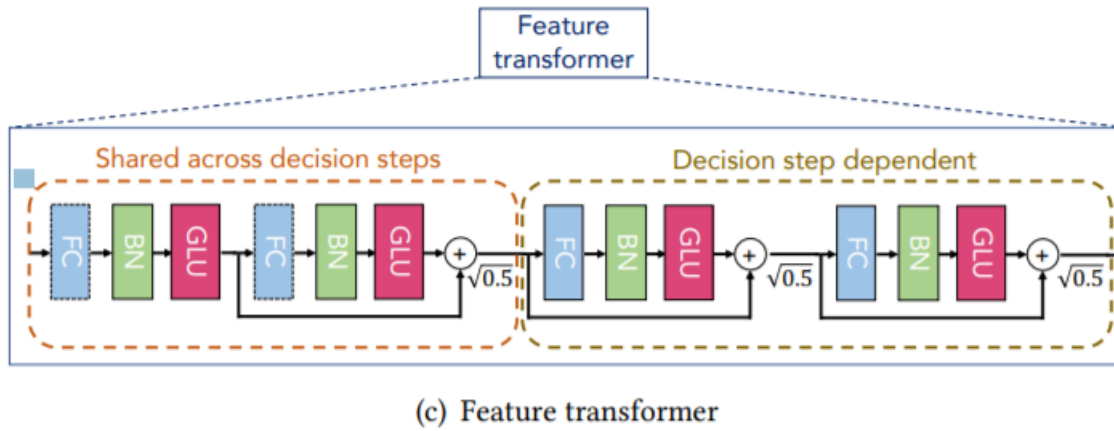 Feature
transformer
Shared across decision steps
Decision step dependent
FC
BN
GLU
FC
BN
GLU
+
√0.5
FC
BN
GLU
+
√0.5
FC
BN
GLU
+
√0.5
(c) Feature transformer